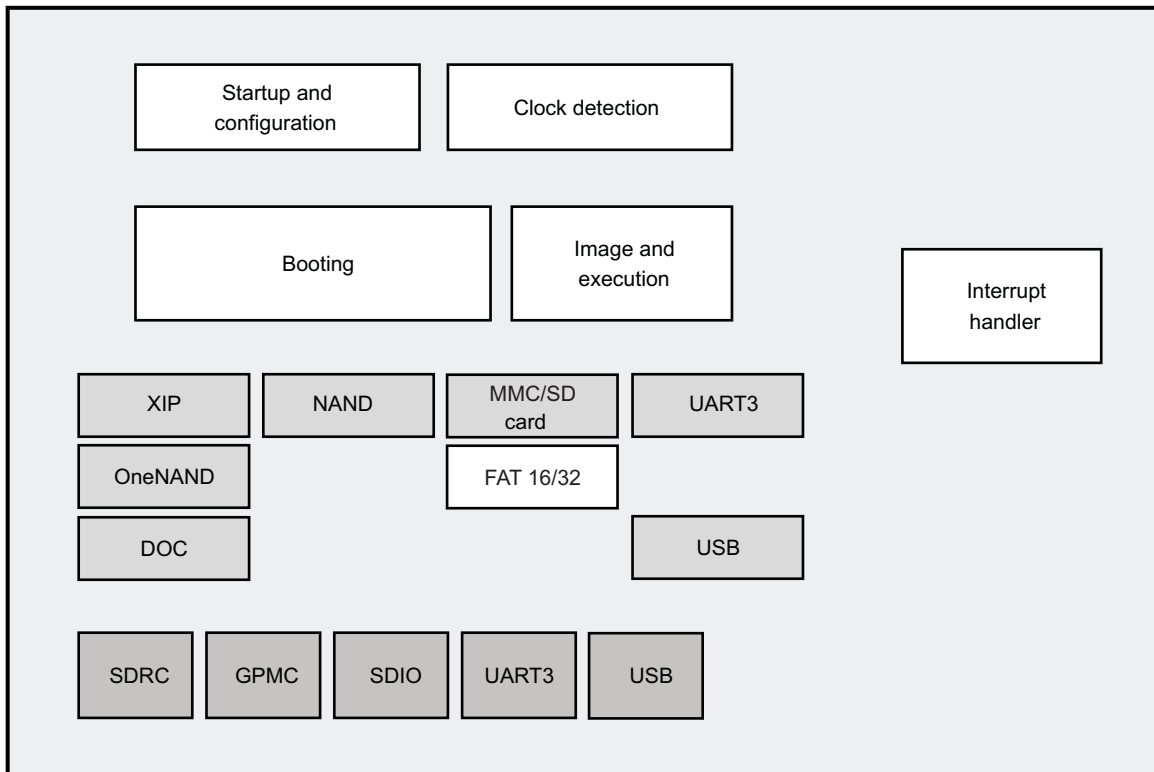 Startup and
configuration
Clock detection
Booting
Image and
execution
Interrupt
handler
XIP
NAND
MMC/SD
card
UART3
OneNAND
FAT 16/32
DOC
USB
SDRC
GPMC
SDIO
UART3
USB